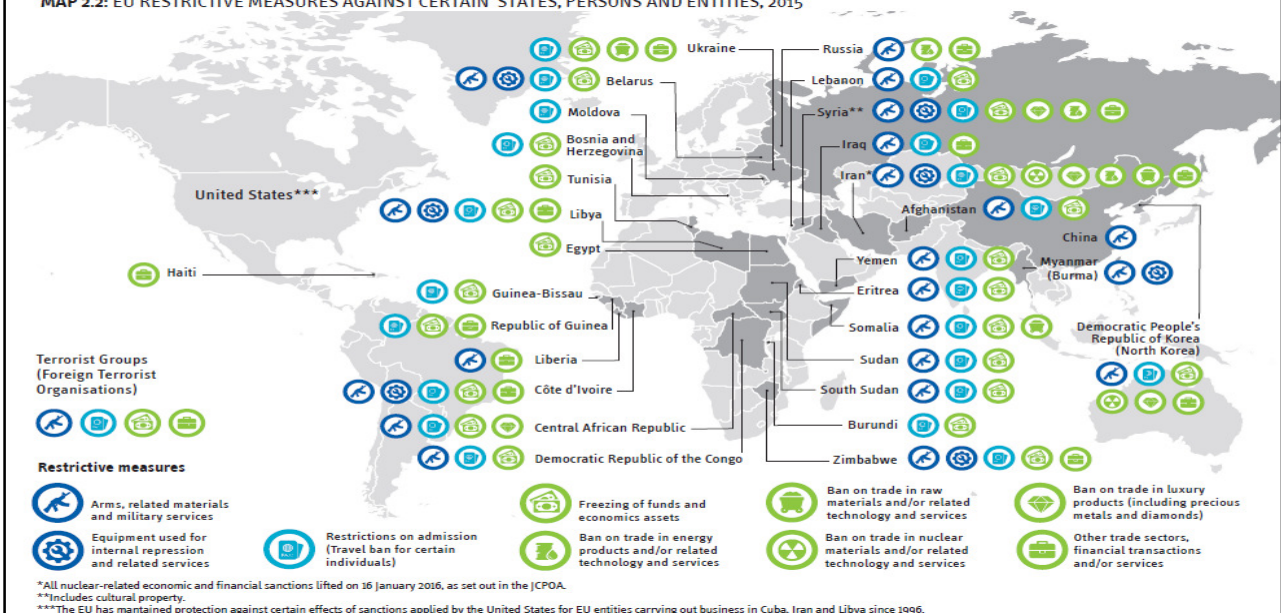 MAP 2.2: EU RESTRICTIVE MEASURES AGAINST CERTAIN STATES, PERSONS AND ENTITIES, 2015
Ukraine
Belarus
Moldova
Bosnia and
Herzegovina
Tunisia
United States***
Libya
Egypt
Haiti
Guinea-Bissau
Republic of Guinea
Liberia
Côte d'Ivoire
Central African Republic
Democratic Republic of the Congo
Russia
Lebanon
Syria**
Iraq
Iran*
Afghanistan
China
Myanmar
(Burma)
Yemen
Eritrea
Somalia
Sudan
South Sudan
Burundi
Zimbabwe
Democratic People's
Republic of Korea
(North Korea)
Terrorist Groups
(Foreign Terrorist
Organisations)
Restrictive measures
Arms, related materials
and military services
Equipment used for
internal repression
and related services
Restrictions on admission
(Travel ban for certain
individuals)
Freezing of funds and
economics assets
Ban on trade in energy
products and/or related
technology and services
Ban on trade in raw
materials and/or related
technology and services
Ban on trade in nuclear
materials and/or related
technology and services
Ban on trade in luxury
products (including precious
metals and diamonds)
Other trade sectors,
financial transactions
and/or services
*All nuclear-related economic and financial sanctions lifted on 16 January 2016, as set out in the JCPOA.
**Includes cultural property.
***The EU has mantained protection against certain effects of sanctions applied by the United States for EU entities carrying out business in Cuba, Iran and Libya since 1996.